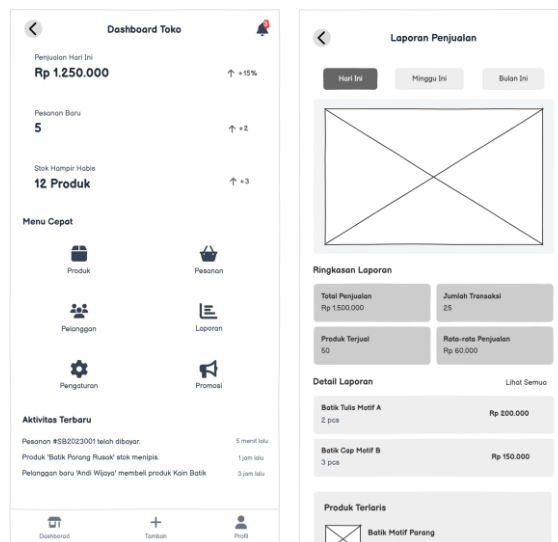 Dashboard Toko
3
Penjualan Hari Ini
Rp 1.250.000
+15%
Pesanan Baru
5
+2
Stok Hampir Habis
12 Produk
+3
Menu Cepat
Produk
Pesanan
Pelanggan
Laporan
Pengaturan
Promosi
Aktivitas Terbaru
Pesanan #SB2023001 telah dibayar.
5 menit lalu
Produk 'Batik Parang Rusak' stok menipis.
1 jam lalu
Pelanggan baru 'Andi Wijaya' membeli produk Kain Batik
3 jam lalu
Dashborad
Tambah
Profil
Laporan Penjualan
Hari Ini
Minggu Ini
Bulan Ini
Ringkasan Laporan
Total Penjualan
Rp 1.500.000
Jumlah Transaksi
25
Produk Terjual
50
Rata-rata Penjualan
Rp 60.000
Detail Laporan
Lihat Semua
Batik Tulis Motif A
2 pcs
Rp 200.000
Batik Cap Motif B
3 pcs
Rp 150.000
Produk Terlaris
Batik Motif Parang